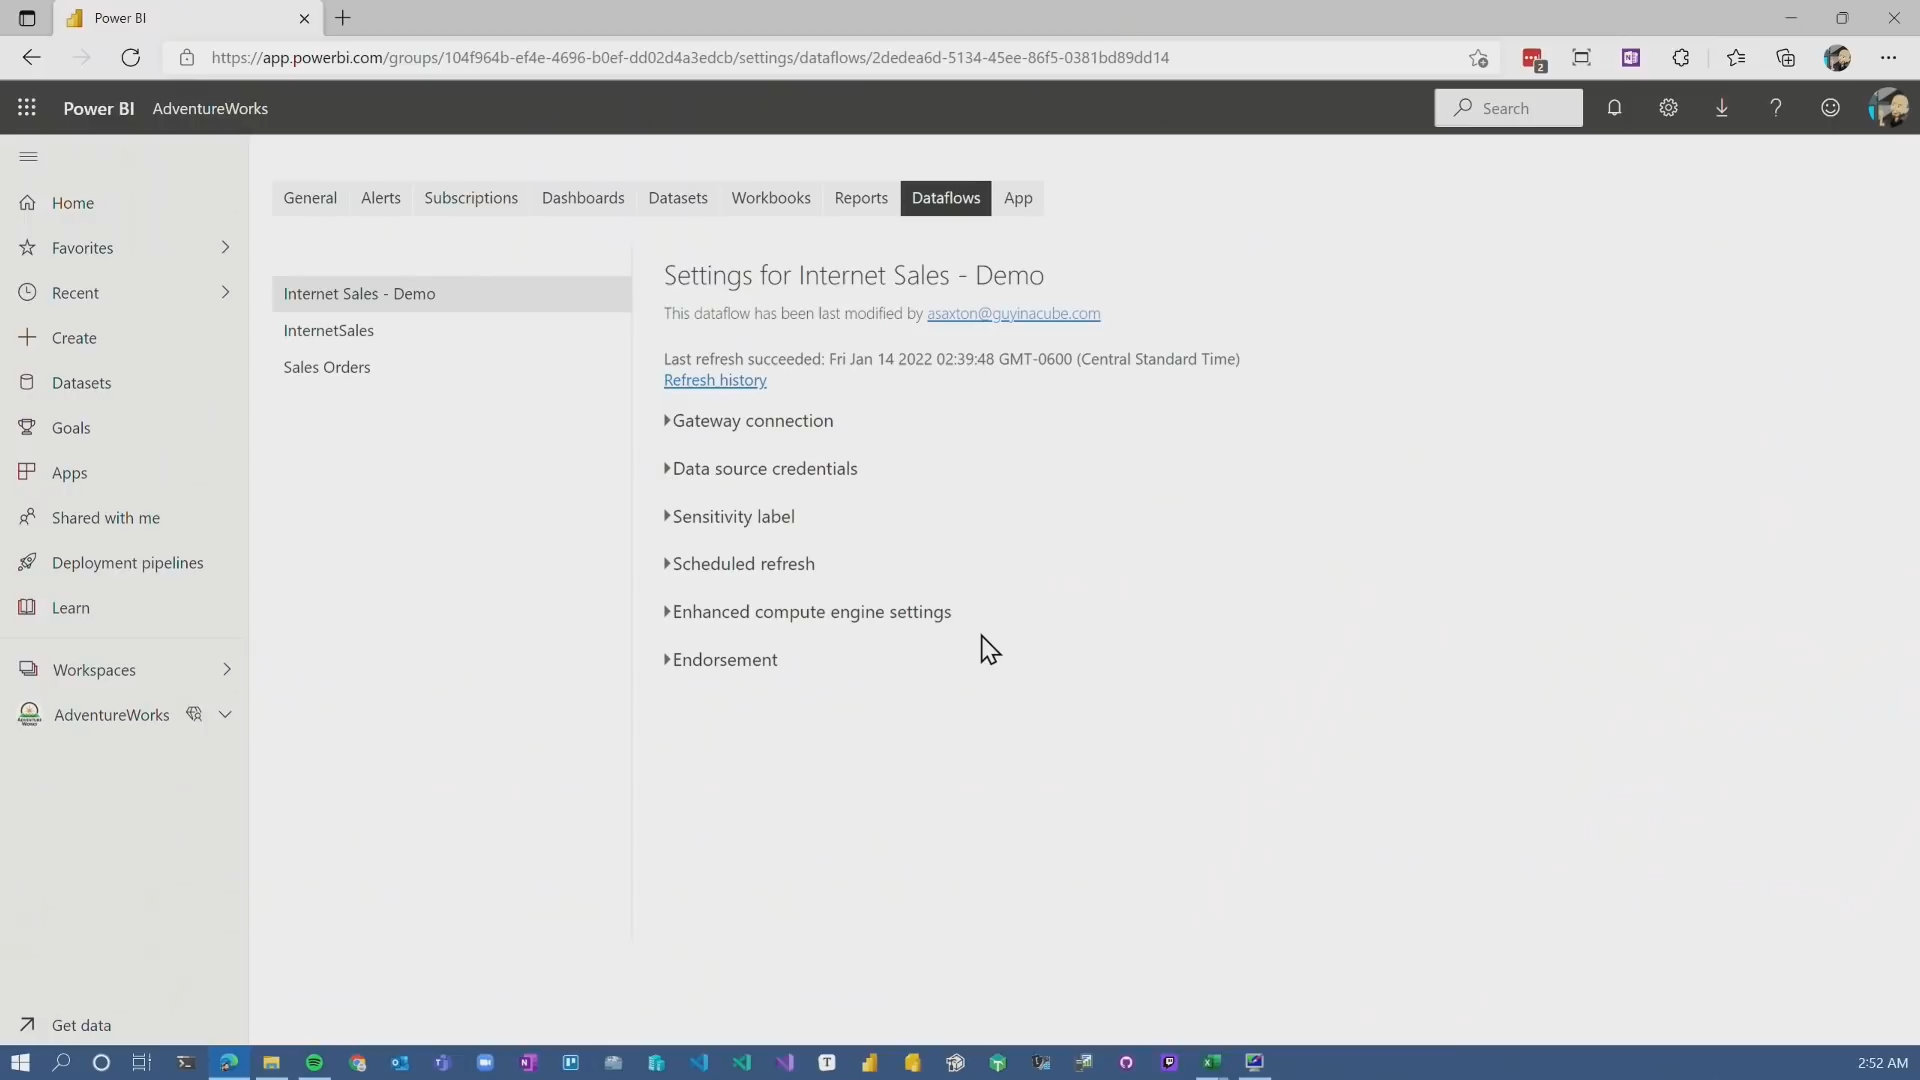 Power BI
https://app.powerbi.com/groups/104f964b-ef4e-4696-b0ef-dd02d4a3edcb/settings/dataflows/2dedea6d-5134-45ee-86f5-0381bd89dd14
2
Power BI AdventureWorks
Search
Home
Favorites
Recent
Create
Datasets
Goals
Apps
Shared with me
Deployment pipelines
Learn
Workspaces
AdventureWorks
Get data
General Alerts Subscriptions Dashboards Datasets Workbooks Reports Dataflows App
Internet Sales - Demo
InternetSales
Sales Orders
Settings for Internet Sales - Demo
This dataflow has been last modified by asaxton@guyinacube.com
Last refresh succeeded: Fri Jan 14 2022 02:39:48 GMT-0600 (Central Standard Time)
Refresh history
Gateway connection
Data source credentials
Sensitivity label
Scheduled refresh
Enhanced compute engine settings
Endorsement
2:52 AM